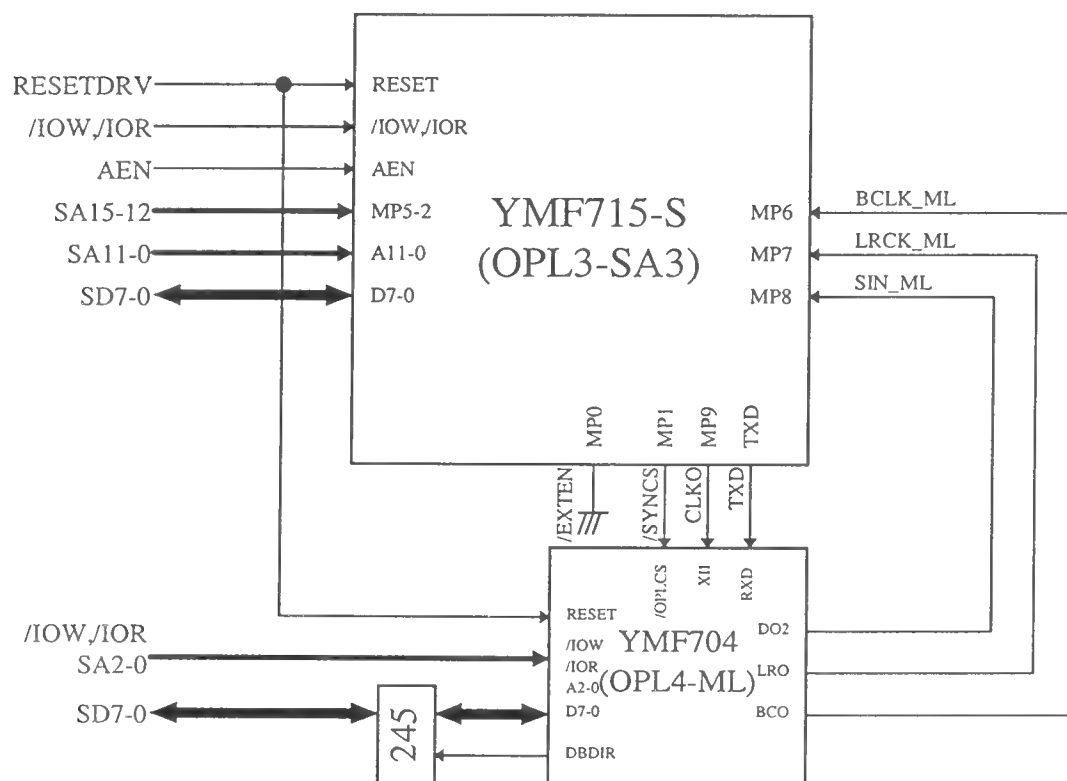 RESETDRV
RESET
/IOW,/IOR
/IOW,/IOR
AEN
AEN
SA15-12
MP5-2
SA11-0
A11-0
SD7-0
D7-0
YMF715-S
(OPL3-SA3)
MP6
BCLK_ML
MP7
LRCK_ML
MP8
SIN_ML
MP0
MP1
MP9
TXD
/EXTEN
/SYNCS
CLKO
TXD
/OPLCS
XI1
RXD
RESET
/IOW,/IOR
SA2-0
/IOW
/IOR
A2-0
YMF704
(OPL4-ML)
DO2
LRO
BCO
SD7-0
245
D7-0
DBDIR